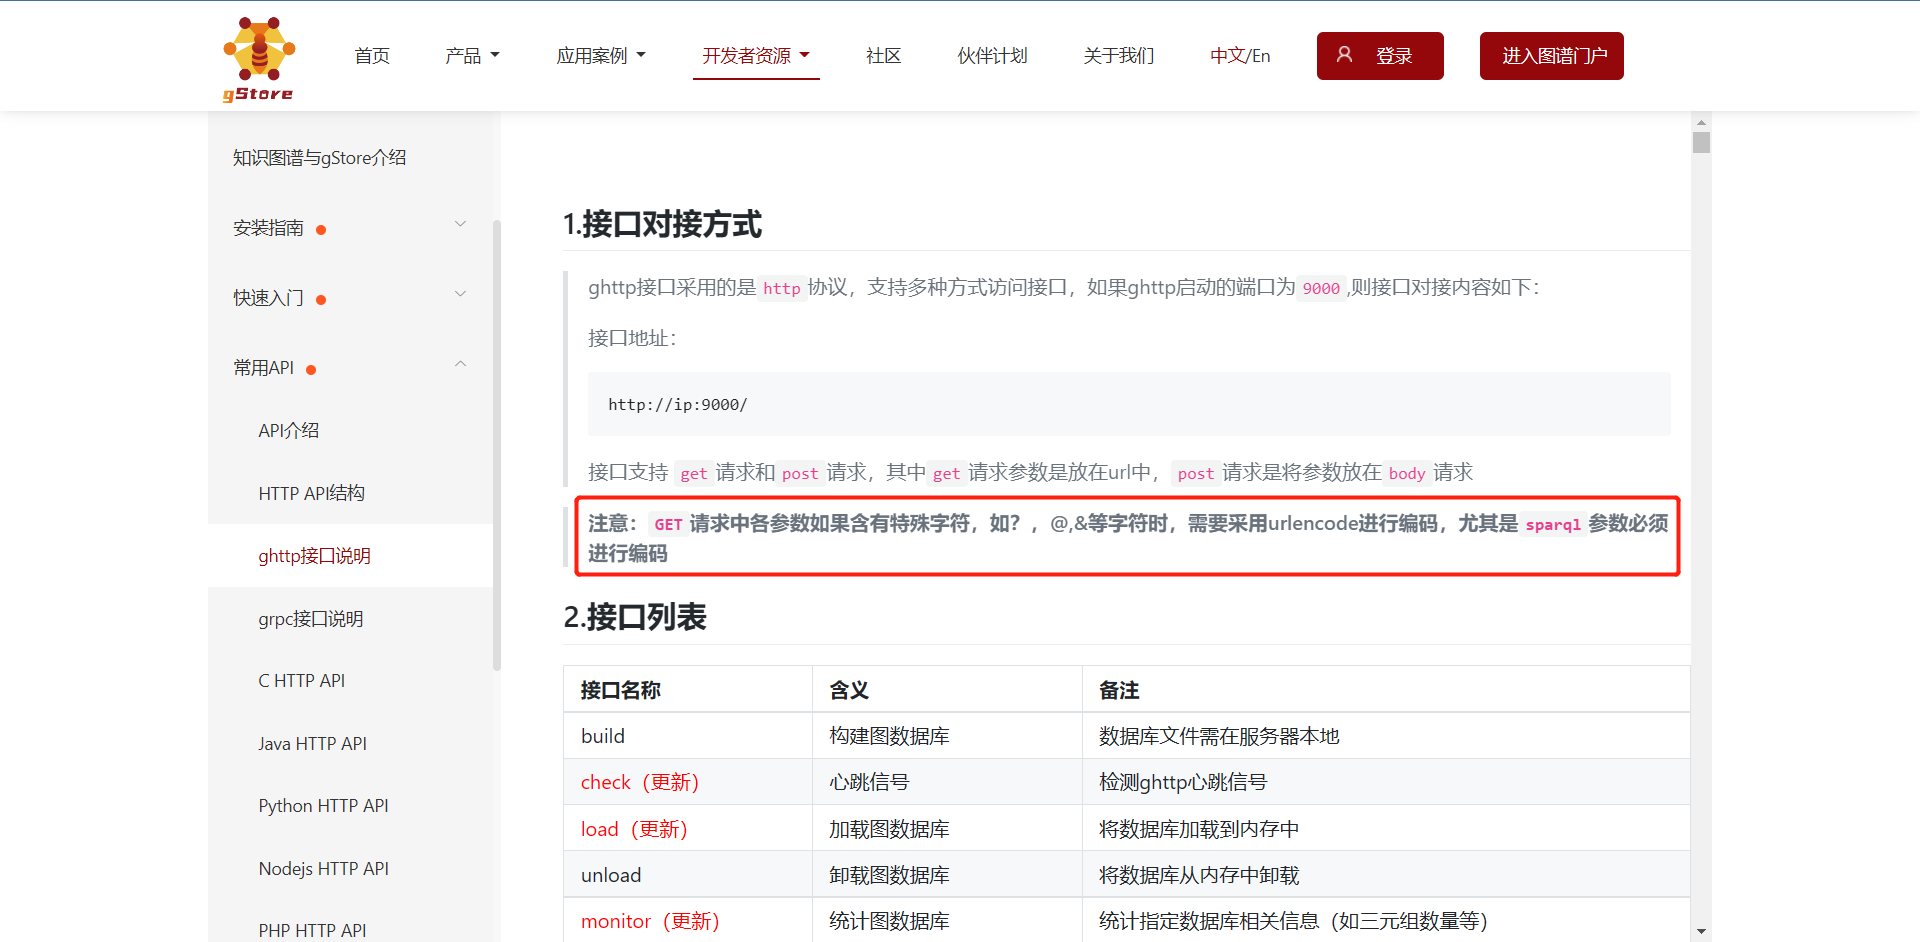 gStore
首页
产品
应用案例
开发者资源
社区
伙伴计划
关于我们
中文/En
登录
进入图谱门户
知识图谱与gStore介绍
安装指南
快速入门
常用API
API介绍
HTTP API结构
ghttp接口说明
grpc接口说明
C HTTP API
Java HTTP API
Python HTTP API
Nodejs HTTP API
PHP HTTP API
1.接口对接方式
ghttp接口采用的是 http 协议，支持多种方式访问接口，如果ghttp启动的端口为 9000 ,则接口对接内容如下：
接口地址：
http://ip:9000/
接口支持 get 请求和 post 请求，其中 get 请求参数是放在url中， post 请求是将参数放在 body 请求
注意： GET 请求中各参数如果含有特殊字符，如？，@,&等字符时，需要采用urlencode进行编码，尤其是 sparql 参数必须
进行编码
2.接口列表
接口名称 含义 备注
build 构建图数据库 数据库文件需在服务器本地
check（更新） 心跳信号 检测ghttp心跳信号
load（更新） 加载图数据库 将数据库加载到内存中
unload 卸载图数据库 将数据库从内存中卸载
monitor（更新） 统计图数据库 统计指定数据库相关信息（如三元组数量等）